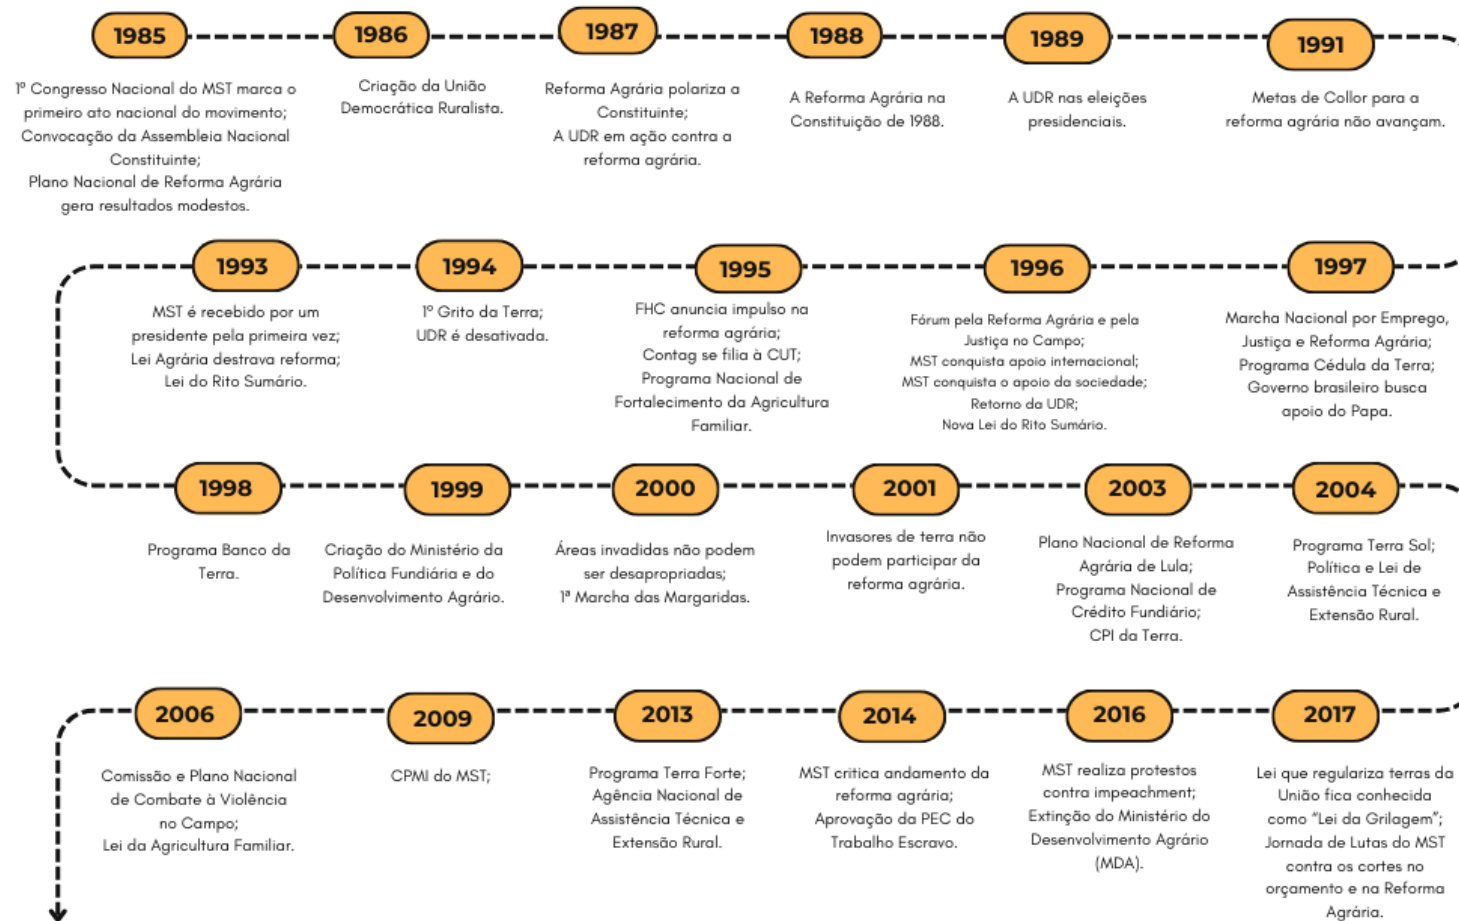 1985
1º Congresso Nacional do MST marca o
primeiro ato nacional do movimento;
Convocação da Assembleia Nacional
Constituinte;
Plano Nacional de Reforma Agrária
gera resultados modestos.
1986
Criação da União
Democrática Ruralista.
1987
Reforma Agrária polariza a
Constituinte;
A UDR em ação contra a
reforma agrária.
1988
A Reforma Agrária na
Constituição de 1988.
1989
A UDR nas eleições
presidenciais.
1991
Metas de Collor para a
reforma agrária não avançam.
1993
MST é recebido por um
presidente pela primeira vez;
Lei Agrária destrava reforma;
Lei do Rito Sumário.
1994
1º Grito da Terra;
UDR é desativada.
1995
FHC anuncia impulso na
reforma agrária;
Contag se filia à CUT;
Programa Nacional de
Fortalecimento da Agricultura
Familiar.
1996
Fórum pela Reforma Agrária e pela
Justiça no Campo;
MST conquista apoio internacional;
MST conquista o apoio da sociedade;
Retorno da UDR;
Nova Lei do Rito Sumário.
1997
Marcha Nacional por Emprego,
Justiça e Reforma Agrária;
Programa Cédula da Terra;
Governo brasileiro busca
apoio do Papa.
1998
Programa Banco da
Terra.
1999
Criação do Ministério da
Política Fundiária e do
Desenvolvimento Agrário.
2000
Áreas invadidas não podem
ser desapropriadas;
1ª Marcha das Margaridas.
2001
Invasores de terra não
podem participar da
reforma agrária.
2003
Plano Nacional de Reforma
Agrária de Lula;
Programa Nacional de
Crédito Fundiário;
CPI da Terra.
2004
Programa Terra Sol;
Política e Lei de
Assistência Técnica e
Extensão Rural.
2006
Comissão e Plano Nacional
de Combate à Violência
no Campo;
Lei da Agricultura Familiar.
2009
CPMI do MST;
2013
Programa Terra Forte;
Agência Nacional de
Assistência Técnica e
Extensão Rural.
2014
MST critica andamento da
reforma agrária;
Aprovação da PEC do
Trabalho Escravo.
2016
MST realiza protestos
contra impeachment;
Extinção do Ministério do
Desenvolvimento Agrário
(MDA).
2017
Lei que regulariza terras da
União fica conhecida
como “Lei da Grilagem”;
Jornada de Lutas do MST
contra os cortes no
orçamento e na Reforma
Agrária.